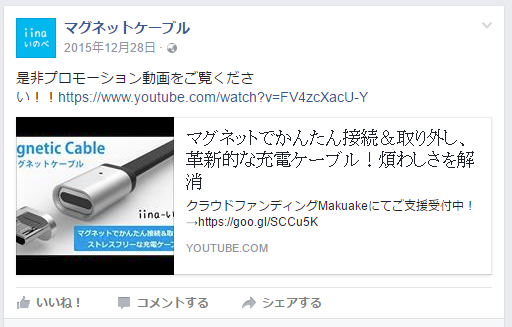 iina
いのべ
マグネットケーブル
2015年12月28日 ·
是非プロモーション動画をご覧くださ
い！！https://www.youtube.com/watch?v=FV4zcXacU-Y
gnetic Cable
グネットケーブル
iina-い
マグネットでかんたん接続&取り
ストレスフリーな充電ケーブ
マグネットでかんたん接続＆取り外し、
革新的な充電ケーブル！煩わしさを解
消
クラウドファンディングMakuakeにてご支援受付中！
→https://goo.gl/SCCu5K
YOUTUBE.COM
いいね！ コメントする シェアする